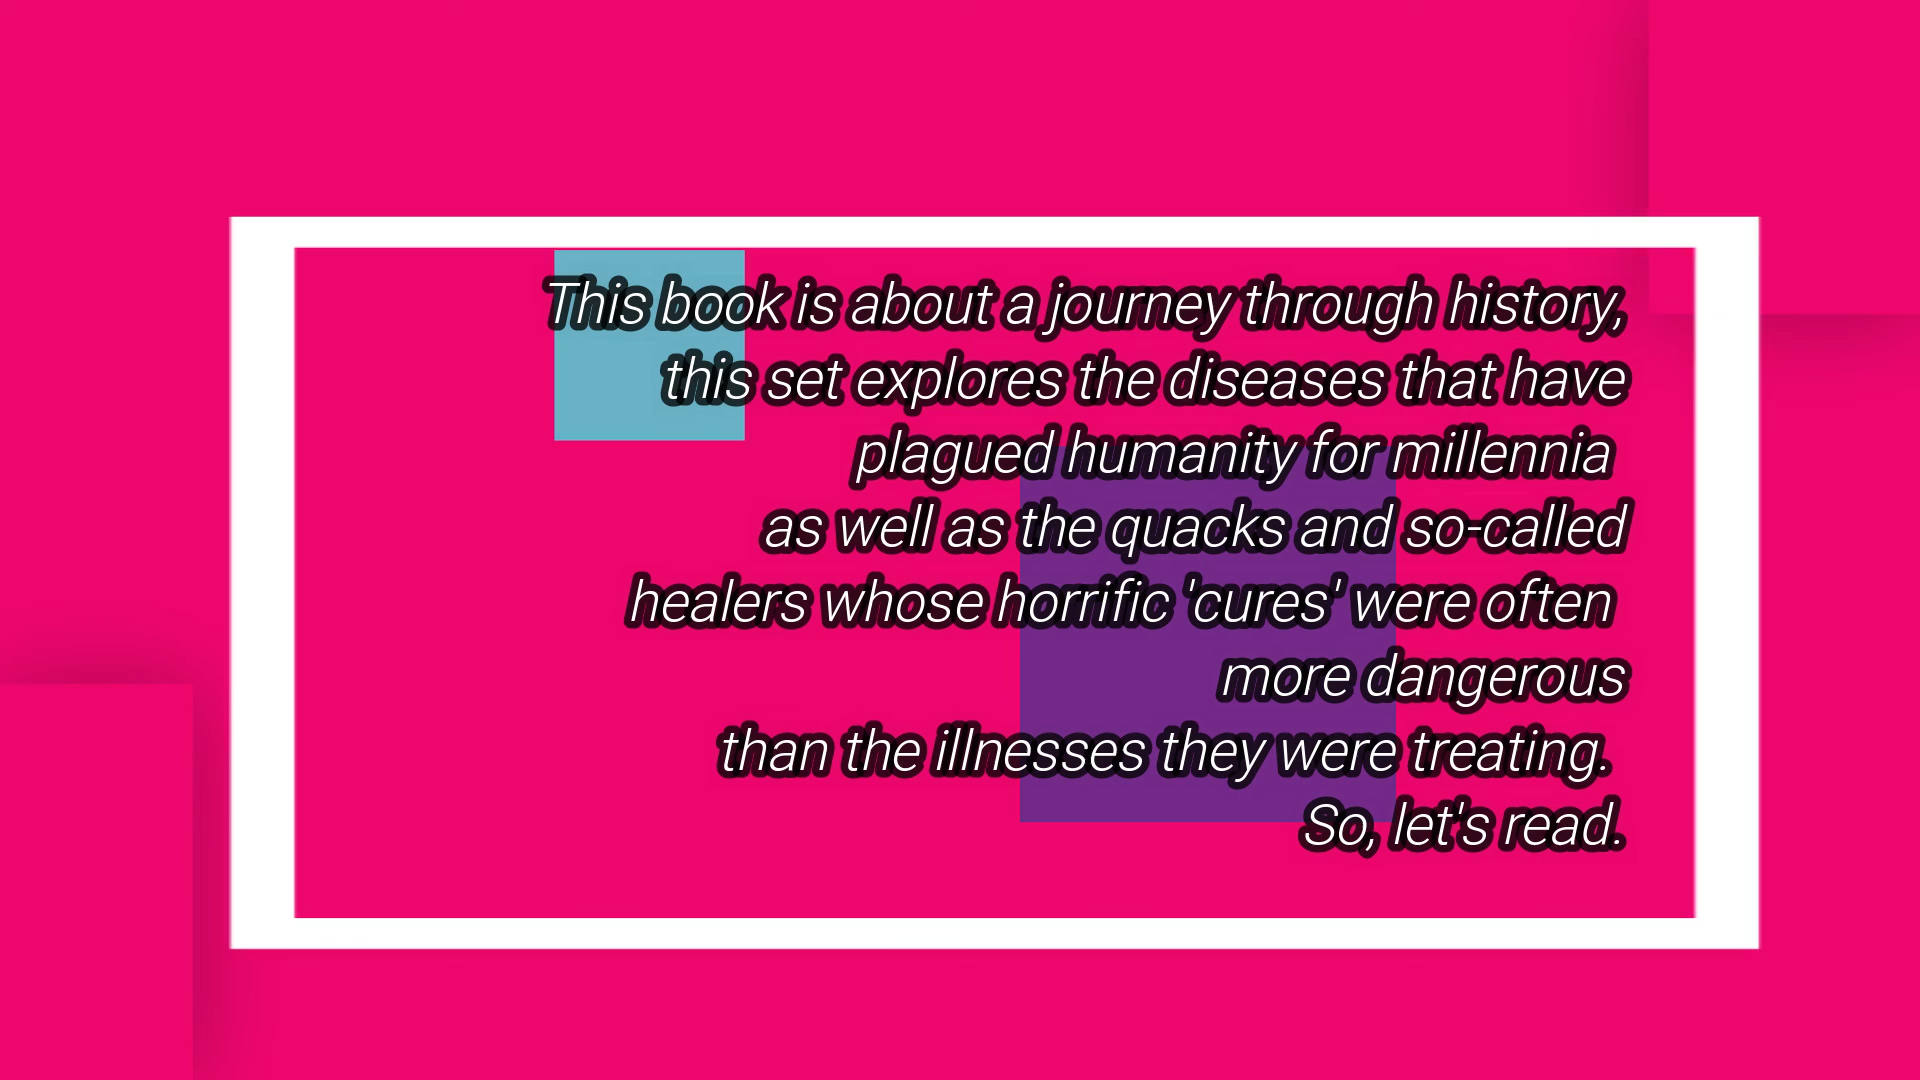 This book is about a journey through history,
this set explores the diseases that have
plagued humanity for millennia
as well as the quacks and so-called
healers whose horrific 'cures' were often
more dangerous
than the illnesses they were treating.
So, let's read.